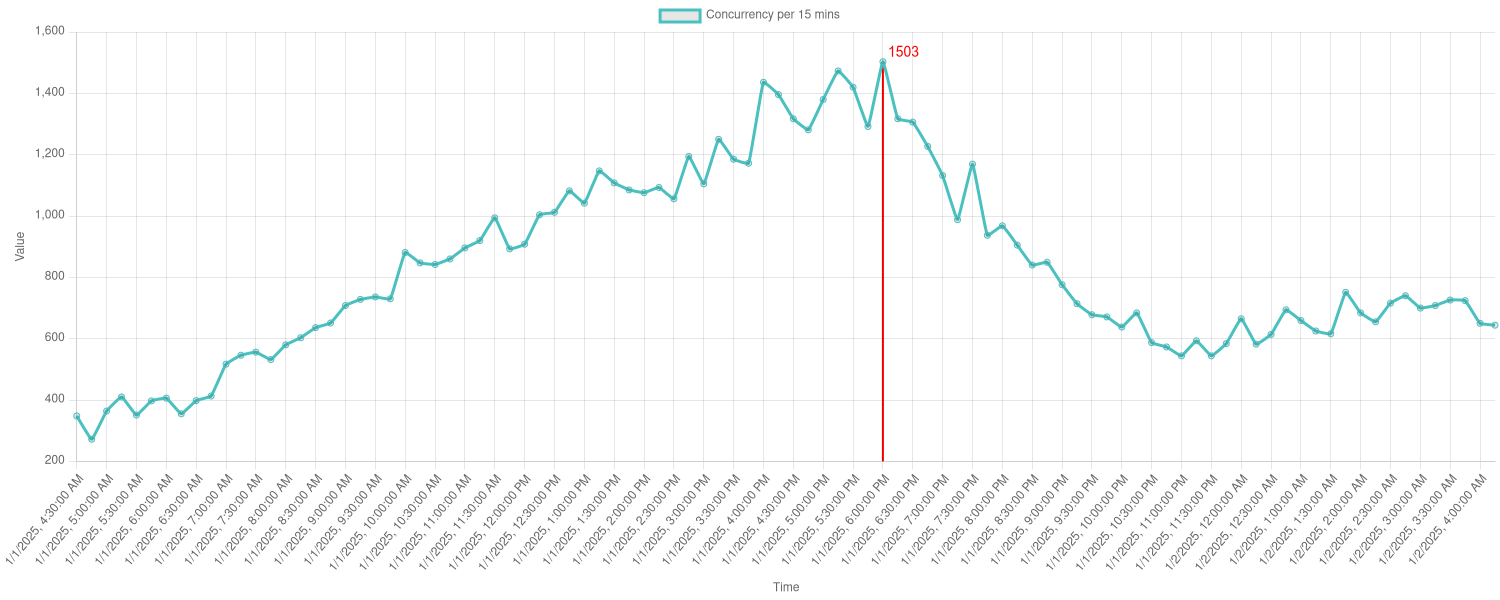 Concurrency per 15 mins
1,600
1,400
1,200
1,000
800
600
400
200
Value
1503
1/1/2025, 4:30:00 AM
1/1/2025, 5:00:00 AM
1/1/2025, 5:30:00 AM
1/1/2025, 6:00:00 AM
1/1/2025, 6:30:00 AM
1/1/2025, 7:00:00 AM
1/1/2025, 7:30:00 AM
1/1/2025, 8:00:00 AM
1/1/2025, 8:30:00 AM
1/1/2025, 9:00:00 AM
1/1/2025, 9:30:00 AM
1/1/2025, 10:00:00 AM
1/1/2025, 10:30:00 AM
1/1/2025, 11:00:00 AM
1/1/2025, 11:30:00 AM
1/1/2025, 12:00:00 PM
1/1/2025, 12:30:00 PM
1/1/2025, 1:00:00 PM
1/1/2025, 1:30:00 PM
1/1/2025, 2:00:00 PM
1/1/2025, 2:30:00 PM
1/1/2025, 3:00:00 PM
1/1/2025, 3:30:00 PM
1/1/2025, 4:00:00 PM
1/1/2025, 4:30:00 PM
1/1/2025, 5:00:00 PM
1/1/2025, 5:30:00 PM
1/1/2025, 6:00:00 PM
1/1/2025, 6:30:00 PM
1/1/2025, 7:00:00 PM
1/1/2025, 7:30:00 PM
1/1/2025, 8:00:00 PM
1/1/2025, 8:30:00 PM
1/1/2025, 9:00:00 PM
1/1/2025, 9:30:00 PM
1/1/2025, 10:00:00 PM
1/1/2025, 10:30:00 PM
1/1/2025, 11:00:00 PM
1/1/2025, 11:30:00 PM
1/2/2025, 12:00:00 AM
1/2/2025, 12:30:00 AM
1/2/2025, 1:00:00 AM
1/2/2025, 1:30:00 AM
1/2/2025, 2:00:00 AM
1/2/2025, 2:30:00 AM
1/2/2025, 3:00:00 AM
1/2/2025, 3:30:00 AM
1/2/2025, 4:00:00 AM
Time